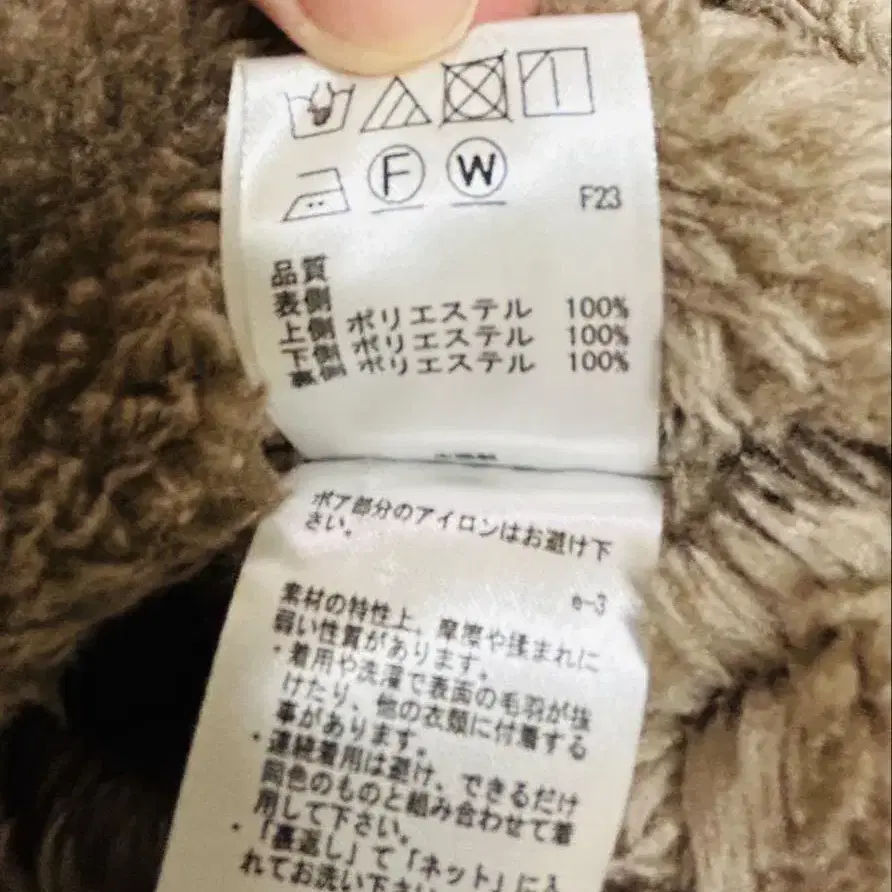 F
W
F23
品質
表側
上側 ポリエステル 100%
下側 ポリエステル 100%
裏側 ポリエステル 100%
ボア部分のアイロンはお避け下
さい。
e-3
素材の特性上、摩擦や揉まれに
弱い性質があります。
・着用や洗濯で表面の毛羽が抜
けたり、他の衣類に付着する
事があります。
・連続着用は避け、できるだけ
同色のものと組み合わせて着
用して下さい。
・「裏返し」て「ネット」に入
れてお洗い下さい